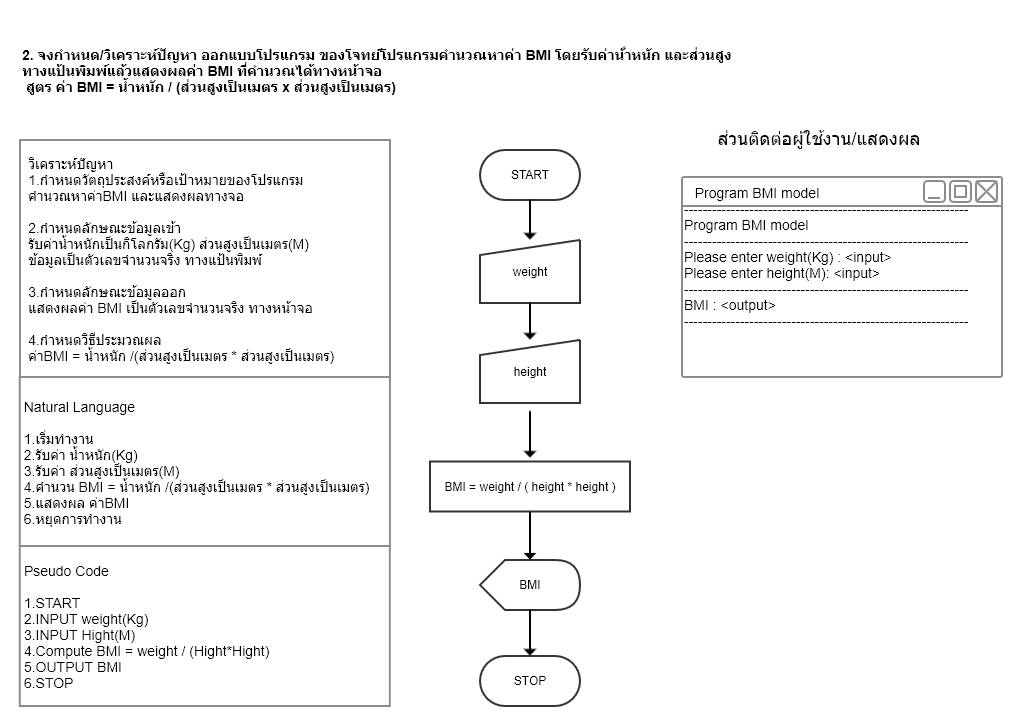 2. จงกำหนด/วิเคราะห์ปัญหา ออกแบบโปรแกรม ของโจทย์โปรแกรมคำนวณหาค่า BMI โดยรับค่าน้ำหนัก และส่วนสูง
ทางแป้นพิมพ์แล้วแสดงผลค่า BMI ที่คำนวณได้ทางหน้าจอ
สูตร ค่า BMI = น้ำหนัก / (ส่วนสูงเป็นเมตร x ส่วนสูงเป็นเมตร)
วิเคราะห์ปัญหา
1.กำหนดวัตถุประสงค์หรือเป้าหมายของโปรแกรม
คำนวณหาค่าBMI และแสดงผลทางจอ
2.กำหนดลักษณะข้อมูลเข้า
รับค่าน้ำหนักเป็นกิโลกรัม(Kg) ส่วนสูงเป็นเมตร(M)
ข้อมูลเป็นตัวเลขจำนวนจริง ทางแป้นพิมพ์
3.กำหนดลักษณะข้อมูลออก
แสดงผลค่า BMI เป็นตัวเลขจำนวนจริง ทางหน้าจอ
4.กำหนดวิธีประมวณผล
ค่าBMI = น้ำหนัก /(ส่วนสูงเป็นเมตร * ส่วนสูงเป็นเมตร)
Natural Language
1.เริ่มทำงาน
2.รับค่า น้ำหนัก(Kg)
3.รับค่า ส่วนสูงเป็นเมตร(M)
4.คำนวน BMI = น้ำหนัก /(ส่วนสูงเป็นเมตร * ส่วนสูงเป็นเมตร)
5.แสดงผล ค่าBMI
6.หยุดการทำงาน
Pseudo Code
1.START
2.INPUT weight(Kg)
3.INPUT Hight(M)
4.Compute BMI = weight / (Hight*Hight)
5.OUTPUT BMI
6.STOP
START
weight
height
BMI = weight / ( height * height )
BMI
STOP
ส่วนติดต่อผู้ใช้งาน/แสดงผล
Program BMI model
--------------------------------------------------------------
Program BMI model
--------------------------------------------------------------
Please enter weight(Kg) : <input>
Please enter height(M): <input>
--------------------------------------------------------------
BMI : <output>
--------------------------------------------------------------